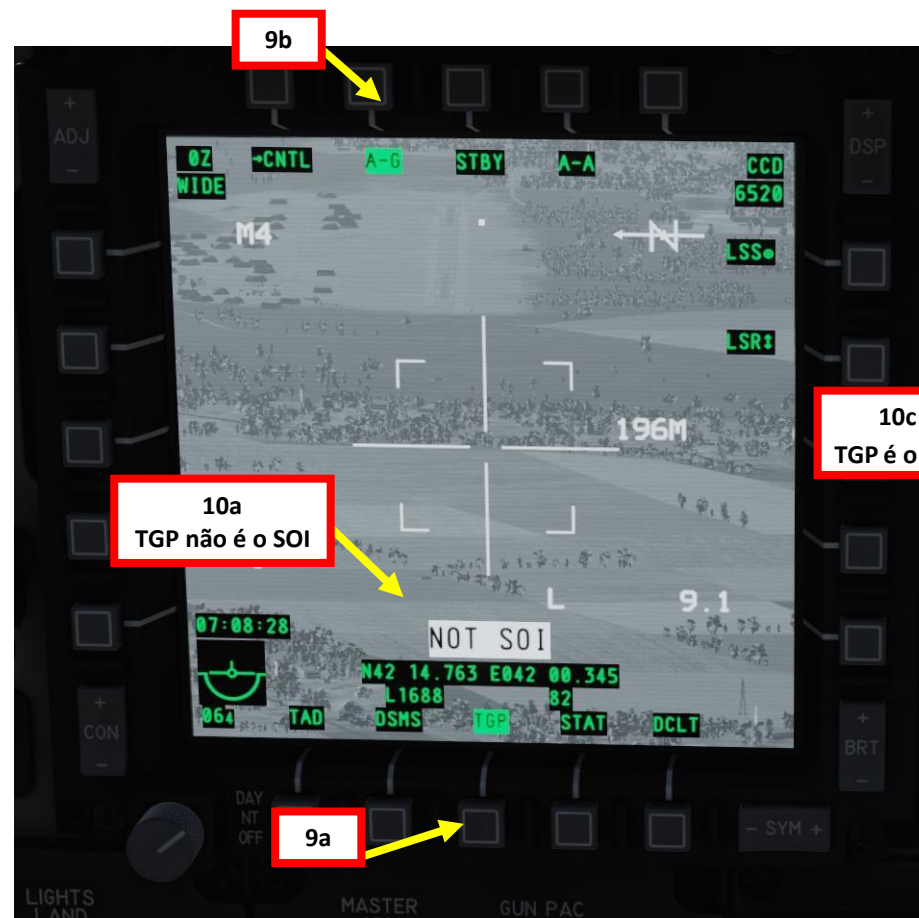 9b
+
ADJ
-
+
DSP
-
0Z
→CNTL
A-G
STBY
A-A
CCD
WIDE
6520
M4
N
LSS
LSR↕
196M
10c
TGP é o
10a
TGP não é o SOI
L
9.1
07:08:28
NOT SOI
N42 14.763 E042 00.345
L1688
82
064
TAD
DSMS
TGP
STAT
DCLT
+
CON
-
+
BRT
-
DAY
NT
OFF
9a
- SYM +
LIGHTS
LAND
MASTER
GUN PAC